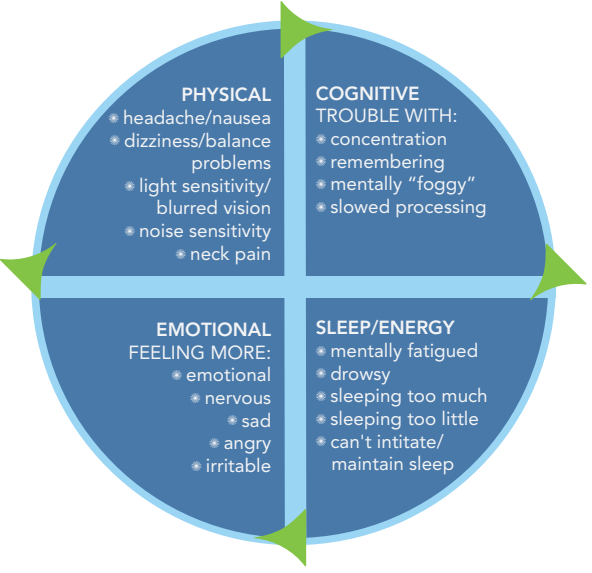 PHYSICAL
headache/nausea
dizziness/balance
problems
light sensitivity/
blurred vision
noise sensitivity
neck pain
COGNITIVE
TROUBLE WITH:
concentration
remembering
mentally “foggy”
slowed processing
EMOTIONAL
FEELING MORE:
emotional
nervous
sad
angry
irritable
SLEEP/ENERGY
mentally fatigued
drowsy
sleeping too much
sleeping too little
can't intitate/
maintain sleep